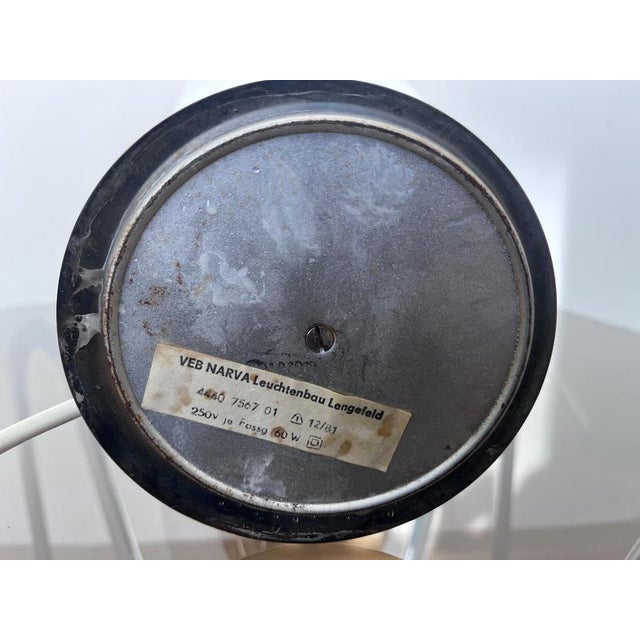 VEB NARVA Leuchtenbau Lengefeld
4440 7567 01 12/81
250V je Fassg 60 W